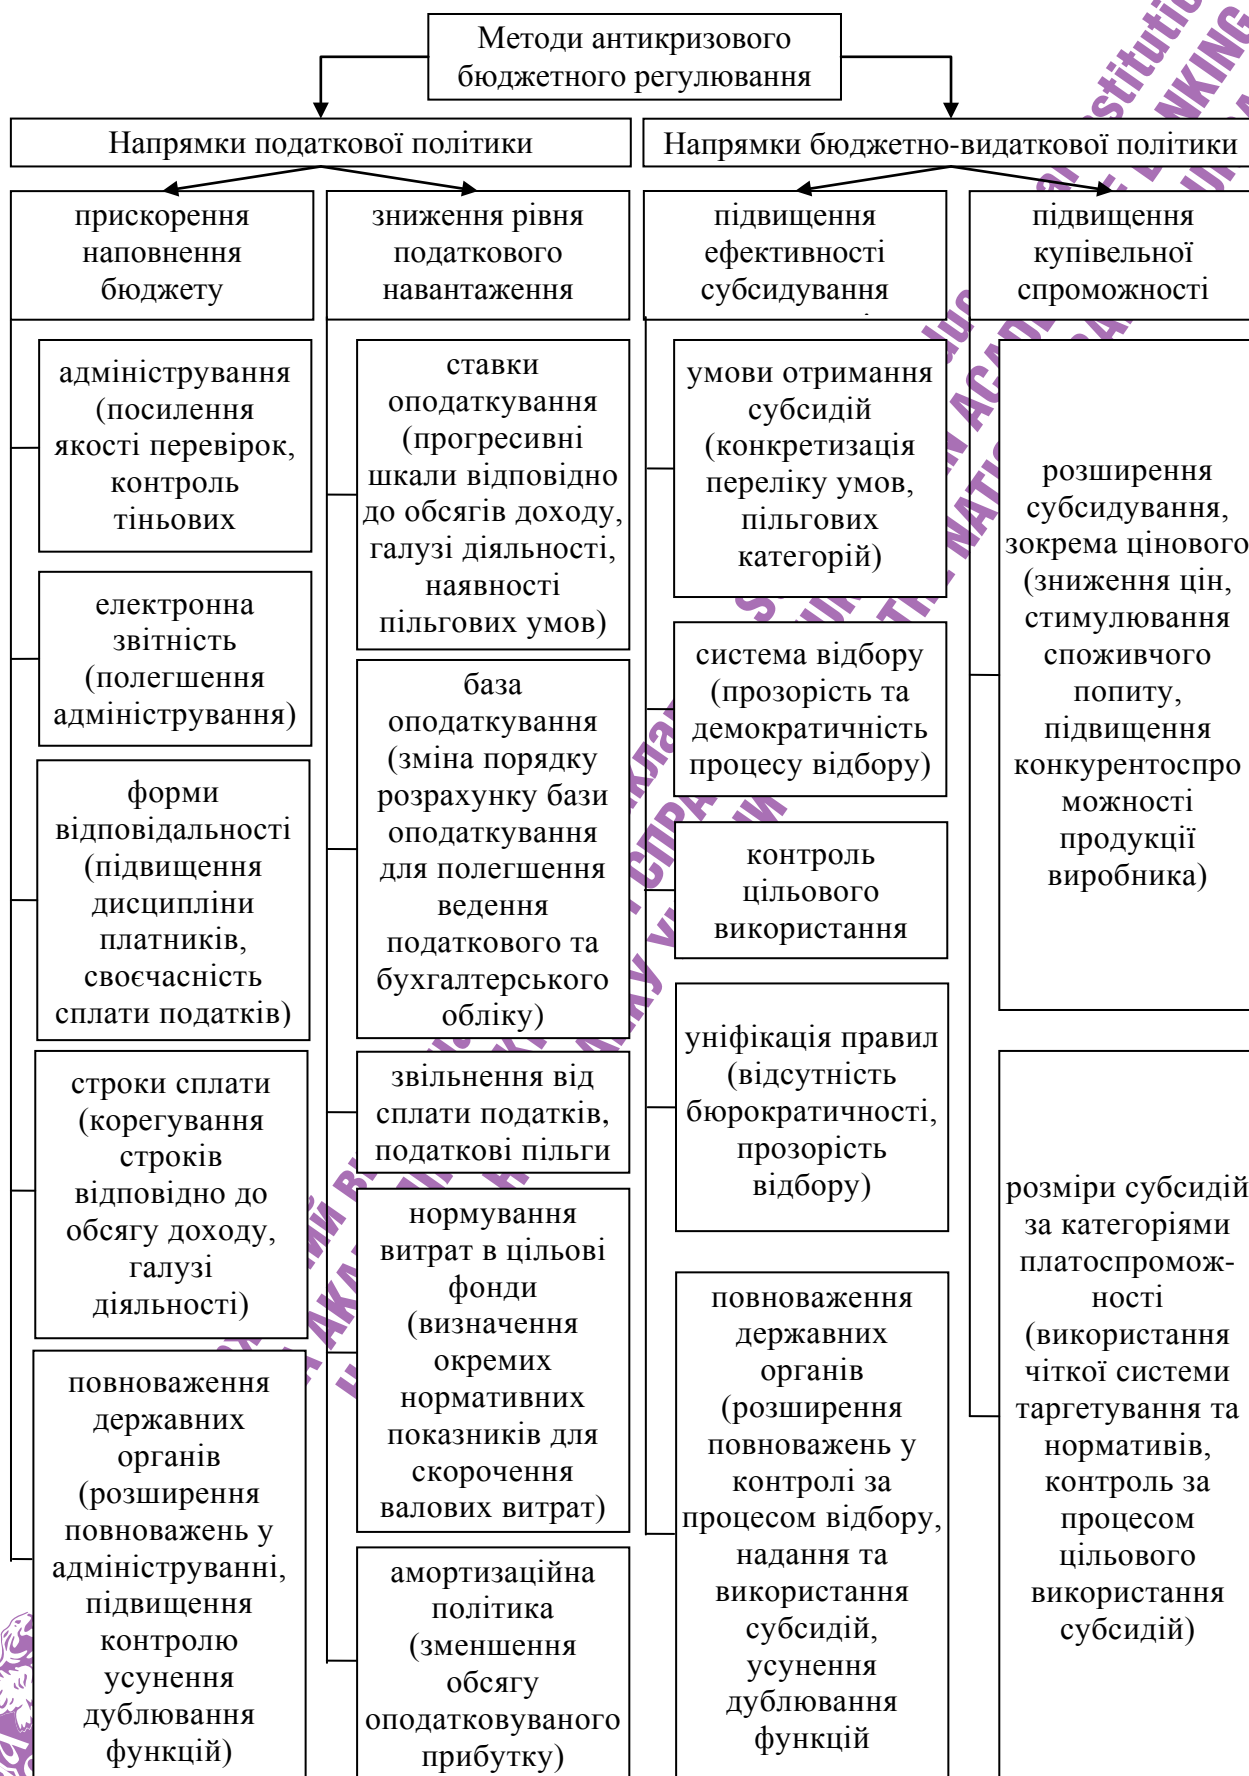 Методи антикризового
бюджетного регулювання
Напрямки податкової політики
Напрямки бюджетно-видаткової політики
прискорення
наповнення
бюджету
зниження рівня
податкового
навантаження
підвищення
ефективності
субсидування
підвищення
купівельної
спроможності
адміністрування
(посилення
якості перевірок,
контроль
тіньових
електронна
звітність
(полегшення
адміністрування)
форми
відповідальності
(підвищення
дисципліни
платників,
своєчасність
сплати податків)
строки сплати
(корегування
строків
відповідно до
обсягу доходу,
галузі
діяльності)
повноваження
державних
органів
(розширення
повноважень у
адмініструванні,
підвищення
контролю
усунення
дублювання
функцій)
ставки
оподаткування
(прогресивні
шкали відповідно
до обсягів доходу,
галузі діяльності,
наявності
пільгових умов)
база
оподаткування
(зміна порядку
розрахунку бази
оподаткування
для полегшення
ведення
податкового та
бухгалтерського
обліку)
звільнення від
сплати податків,
податкові пільги
нормування
витрат в цільові
фонди
(визначення
окремих
нормативних
показників для
скорочення
валових витрат)
амортизаційна
політика
(зменшення
обсягу
оподатковуваного
прибутку)
умови отримання
субсидій
(конкретизація
переліку умов,
пільгових
категорій)
система відбору
(прозорість та
демократичність
процесу відбору)
контроль
цільового
використання
уніфікація правил
(відсутність
бюрократичності,
прозорість
відбору)
повноваження
державних
органів
(розширення
повноважень у
контролі за
процесом відбору,
надання та
використання
субсидій,
усунення
дублювання
функцій
розширення
субсидування,
зокрема цінового
(зниження цін,
стимулювання
споживчого
попиту,
підвищення
конкурентоспро
можності
продукції
виробника)
розміри субсидій
за категоріями
платоспромож-
ності
(використання
чіткої системи
таргетування та
нормативів,
контроль за
процесом
цільового
використання
субсидій)